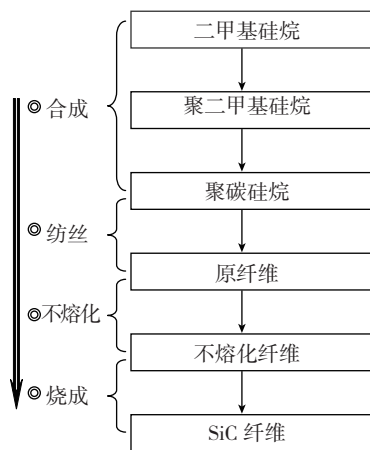 二甲基硅烷
◎合成
聚二甲基硅烷
聚碳硅烷
◎纺丝
原纤维
◎不熔化
不熔化纤维
◎烧成
SiC 纤维